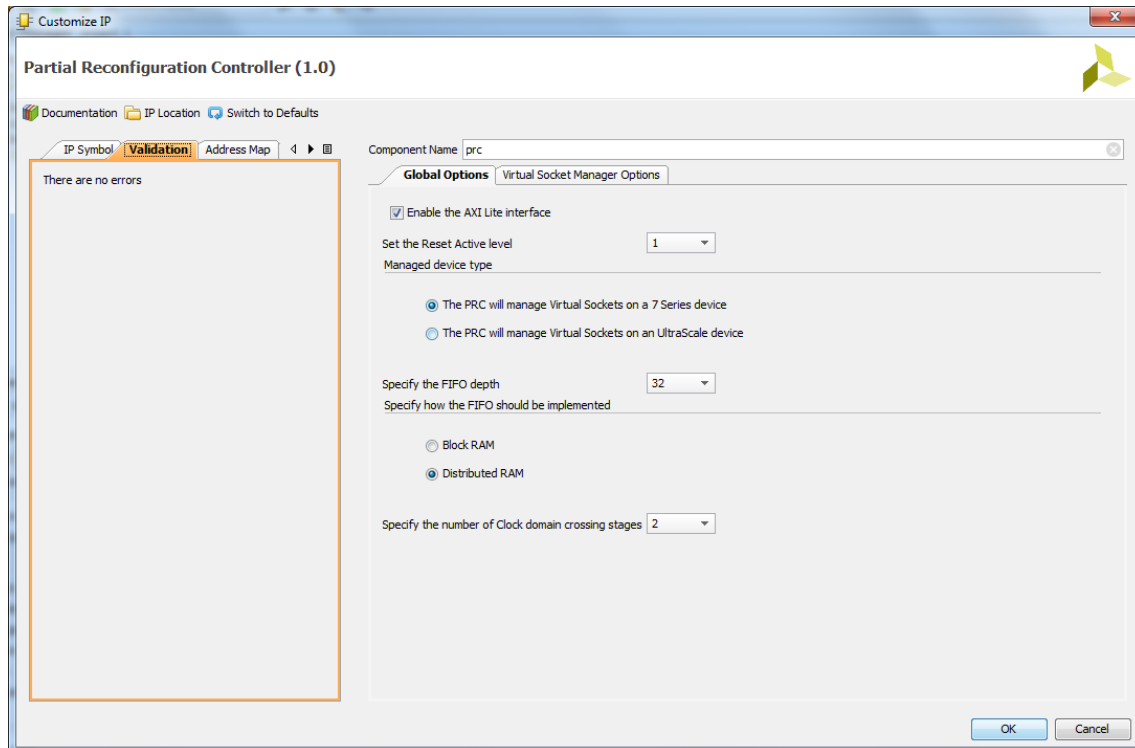 Customize IP
Partial Reconfiguration Controller (1.0)
Documentation IP Location Switch to Defaults
IP Symbol Validation Address Map
There are no errors
Component Name prc
Global Options Virtual Socket Manager Options
Enable the AXI Lite interface
Set the Reset Active level 1
Managed device type
The PRC will manage Virtual Sockets on a 7 Series device
The PRC will manage Virtual Sockets on an UltraScale device
Specify the FIFO depth 32
Specify how the FIFO should be implemented
Block RAM
Distributed RAM
Specify the number of Clock domain crossing stages 2
OK Cancel